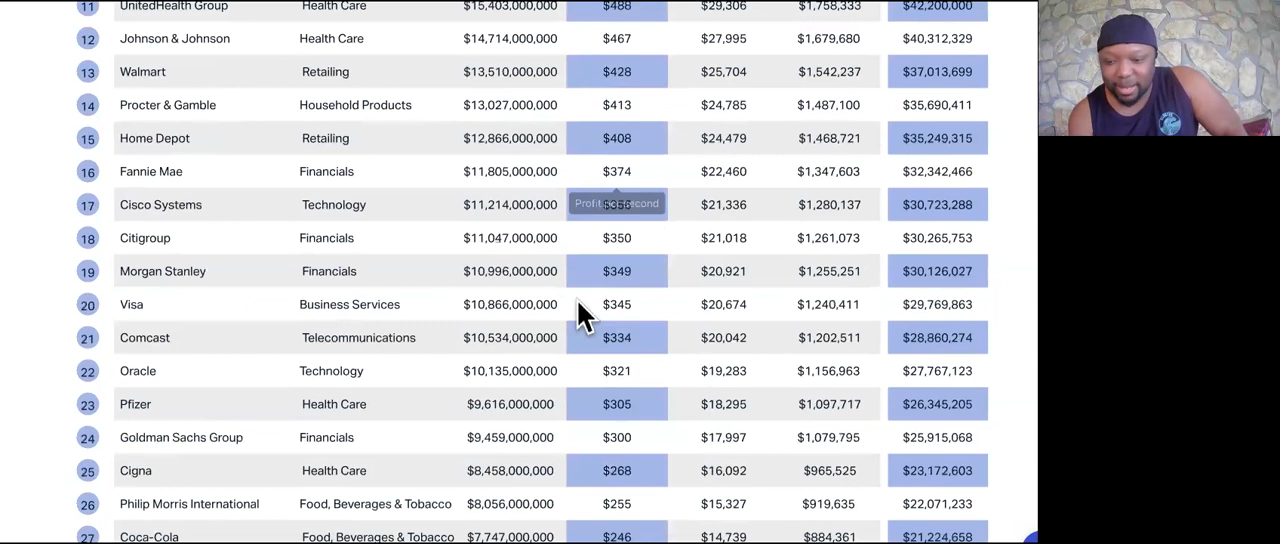 11 UnitedHealth Group Health Care $15,403,000,000 $488 $29,306 $1,758,333 $42,200,000
12 Johnson & Johnson Health Care $14,714,000,000 $467 $27,995 $1,679,680 $40,312,329
13 Walmart Retailing $13,510,000,000 $428 $25,704 $1,542,237 $37,013,699
14 Procter & Gamble Household Products $13,027,000,000 $413 $24,785 $1,487,100 $35,690,411
15 Home Depot Retailing $12,866,000,000 $408 $24,479 $1,468,721 $35,249,315
16 Fannie Mae Financials $11,805,000,000 $374 $22,460 $1,347,603 $32,342,466
17 Cisco Systems Technology $11,214,000,000 $21,336 $1,280,137 $30,723,288
Profit second
18 Citigroup Financials $11,047,000,000 $350 $21,018 $1,261,073 $30,265,753
19 Morgan Stanley Financials $10,996,000,000 $349 $20,921 $1,255,251 $30,126,027
20 Visa Business Services $10,866,000,000 $345 $20,674 $1,240,411 $29,769,863
21 Comcast Telecommunications $10,534,000,000 $334 $20,042 $1,202,511 $28,860,274
22 Oracle Technology $10,135,000,000 $321 $19,283 $1,156,963 $27,767,123
23 Pfizer Health Care $9,616,000,000 $305 $18,295 $1,097,717 $26,345,205
24 Goldman Sachs Group Financials $9,459,000,000 $300 $17,997 $1,079,795 $25,915,068
25 Cigna Health Care $8,458,000,000 $268 $16,092 $965,525 $23,172,603
26 Philip Morris International Food, Beverages & Tobacco $8,056,000,000 $255 $15,327 $919,635 $22,071,233
27 Coca-Cola Food, Beverages & Tobacco $7,747,000,000 $246 $14,739 $884,361 $21,224,658